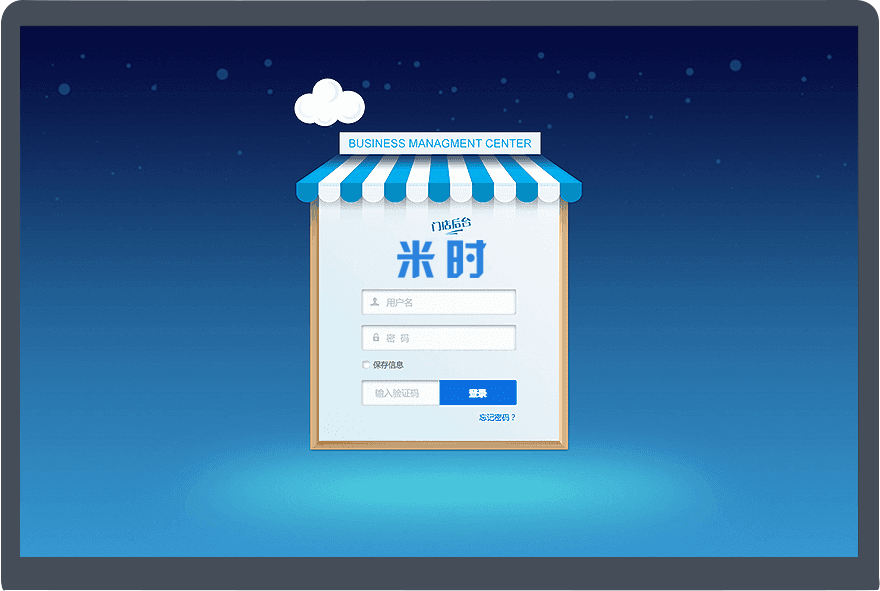 BUSINESS MANAGMENT CENTER
门店后台
米时
用户名
密 码
保存信息
输入验证码 登录
忘记密码？